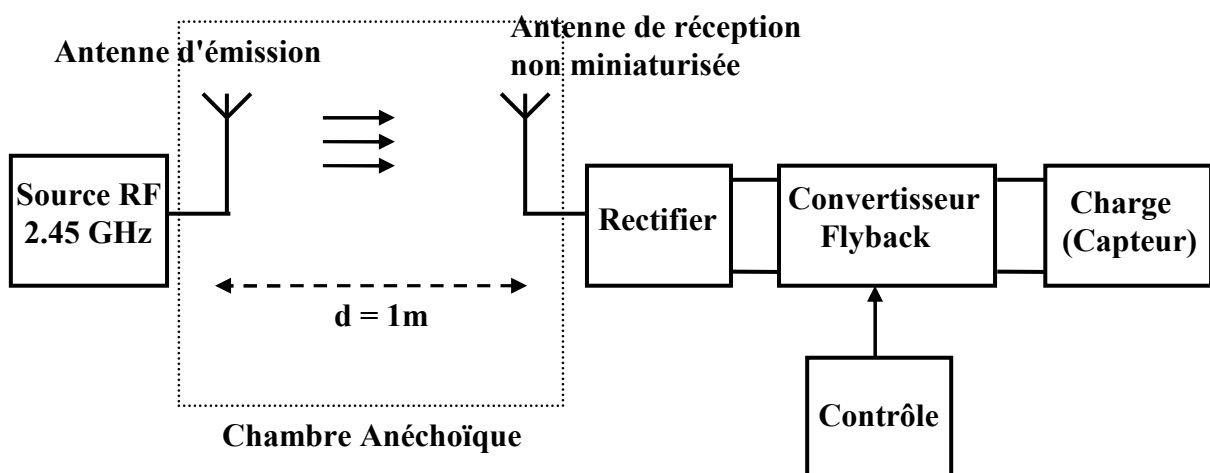 Antenne d'émission
Antenne de réception
non miniaturisée
Source RF
2.45 GHz
Rectifier
Convertisseur
Flyback
Charge
(Capteur)
d = 1m
Contrôle
Chambre Anéchoïque